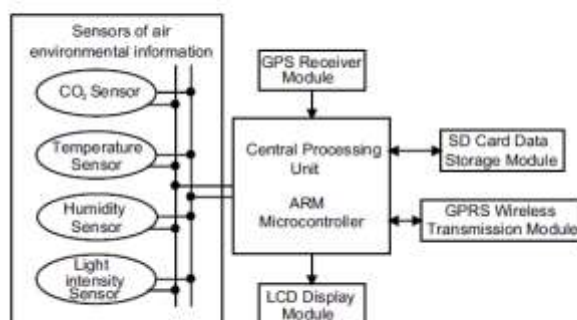 Sensors of air
environmental information
CO₂ Sensor
Temperature
Sensor
Humidity
Sensor
Light
intensity
Sensor
GPS Receiver
Module
Central Processing
Unit
ARM
Microcontroller
SD Card Data
Storage Module
GPRS Wireless
Transmission Module
LCD Display
Module